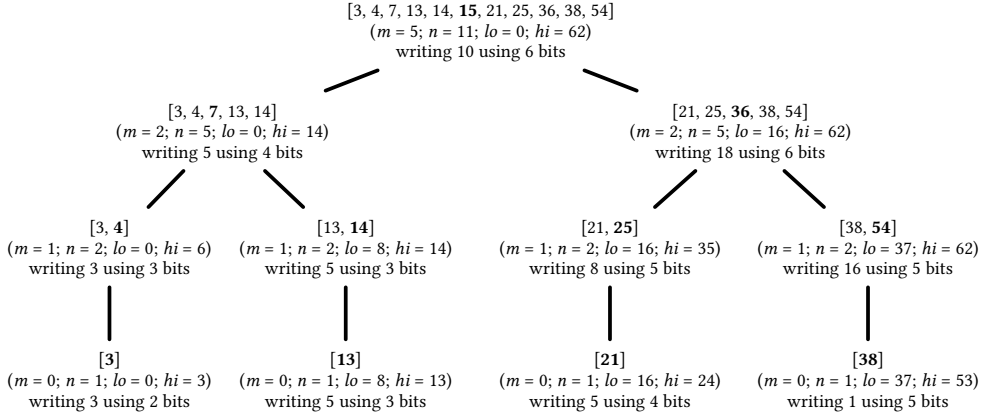 [3, 4, 7, 13, 14, 15, 21, 25, 36, 38, 54]
(m = 5; n = 11; lo = 0; hi = 62)
writing 10 using 6 bits
[3, 4, 7, 13, 14]
(m = 2; n = 5; lo = 0; hi = 14)
writing 5 using 4 bits
[21, 25, 36, 38, 54]
(m = 2; n = 5; lo = 16; hi = 62)
writing 18 using 6 bits
[3, 4]
(m = 1; n = 2; lo = 0; hi = 6)
writing 3 using 3 bits
[13, 14]
(m = 1; n = 2; lo = 8; hi = 14)
writing 5 using 3 bits
[21, 25]
(m = 1; n = 2; lo = 16; hi = 35)
writing 8 using 5 bits
[38, 54]
(m = 1; n = 2; lo = 37; hi = 62)
writing 16 using 5 bits
[3]
(m = 0; n = 1; lo = 0; hi = 3)
writing 3 using 2 bits
[13]
(m = 0; n = 1; lo = 8; hi = 13)
writing 5 using 3 bits
[21]
(m = 0; n = 1; lo = 16; hi = 24)
writing 5 using 4 bits
[38]
(m = 0; n = 1; lo = 37; hi = 53)
writing 1 using 5 bits